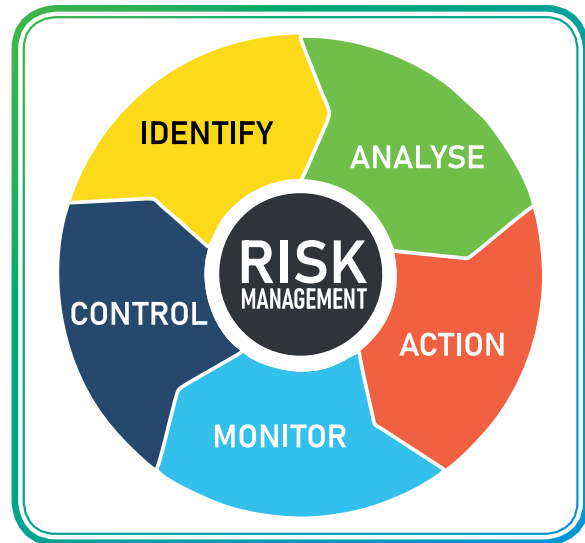 IDENTIFY
ANALYSE
RISK
MANAGEMENT
CONTROL
ACTION
MONITOR